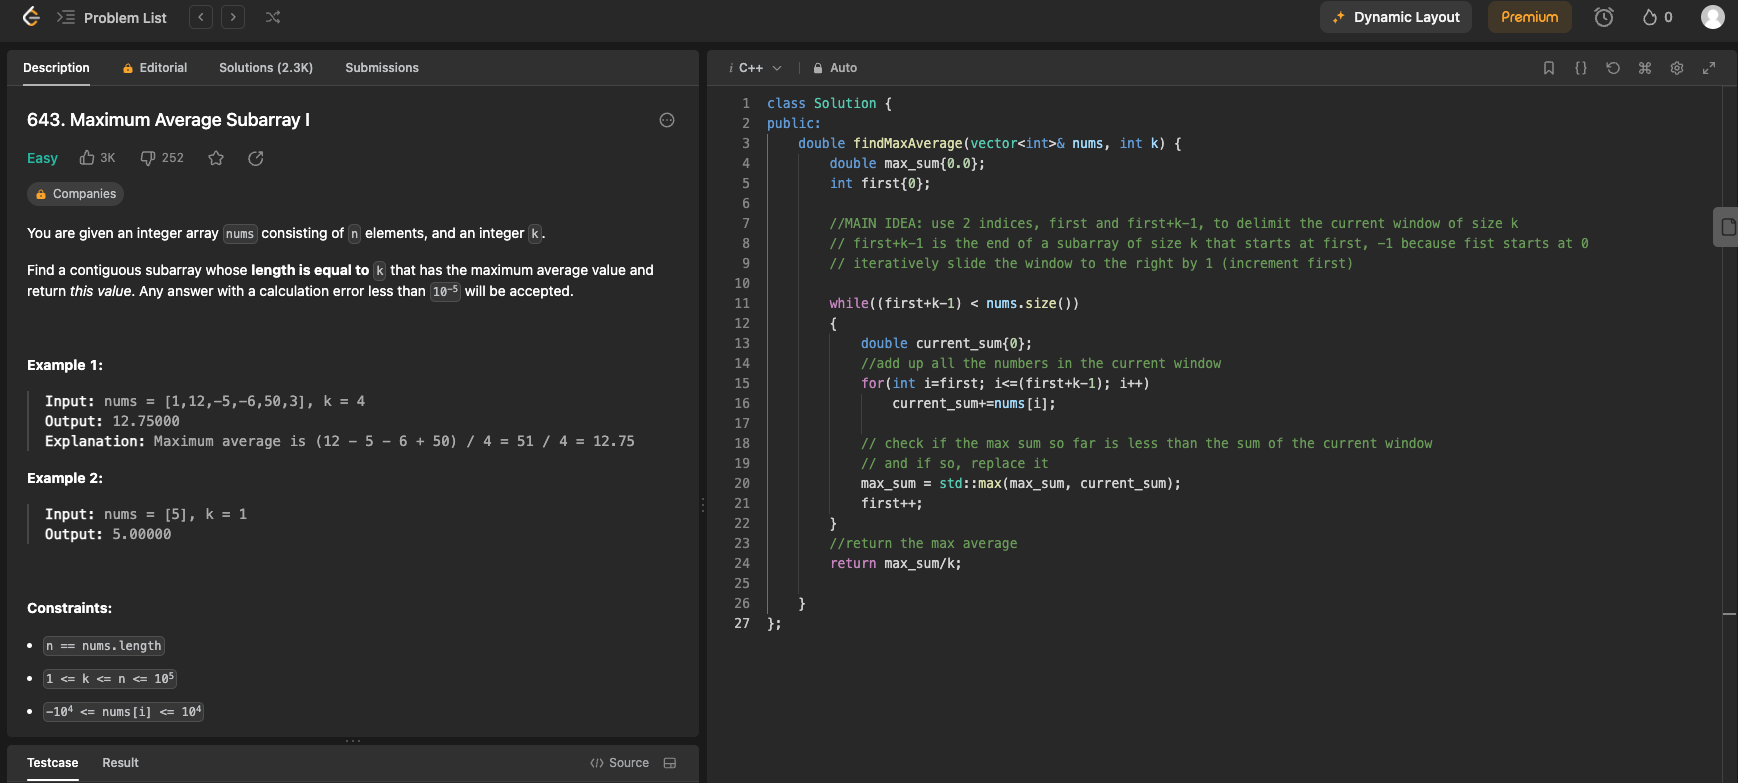 Problem List
Dynamic Layout
Premium
0
Description
Editorial
Solutions (2.3K)
Submissions
643. Maximum Average Subarray I
Easy
3K
252
Companies
You are given an integer array nums consisting of n elements, and an integer k.
Find a contiguous subarray whose length is equal to k that has the maximum average value and
return this value. Any answer with a calculation error less than 10⁻⁵ will be accepted.
Example 1:
Input: nums = [1,12,-5,-6,50,3], k = 4
Output: 12.75000
Explanation: Maximum average is (12 - 5 - 6 + 50) / 4 = 51 / 4 = 12.75
Example 2:
Input: nums = [5], k = 1
Output: 5.00000
Constraints:
• n == nums.length
• 1 <= k <= n <= 10⁵
• -10⁴ <= nums[i] <= 10⁴
Testcase
Result
</> Source
i C++
Auto
1 class Solution {
2 public:
3     double findMaxAverage(vector<int>& nums, int k) {
4         double max_sum{0.0};
5         int first{0};
6
7         //MAIN IDEA: use 2 indices, first and first+k-1, to delimit the current window of size k
8         // first+k-1 is the end of a subarray of size k that starts at first, -1 because fist starts at 0
9         // iteratively slide the window to the right by 1 (increment first)
10
11         while((first+k-1) < nums.size())
12         {
13             double current_sum{0};
14             //add up all the numbers in the current window
15             for(int i=first; i<=(first+k-1); i++)
16                 current_sum+=nums[i];
17
18             // check if the max sum so far is less than the sum of the current window
19             // and if so, replace it
20             max_sum = std::max(max_sum, current_sum);
21             first++;
22         }
23         //return the max average
24         return max_sum/k;
25
26     }
27 };